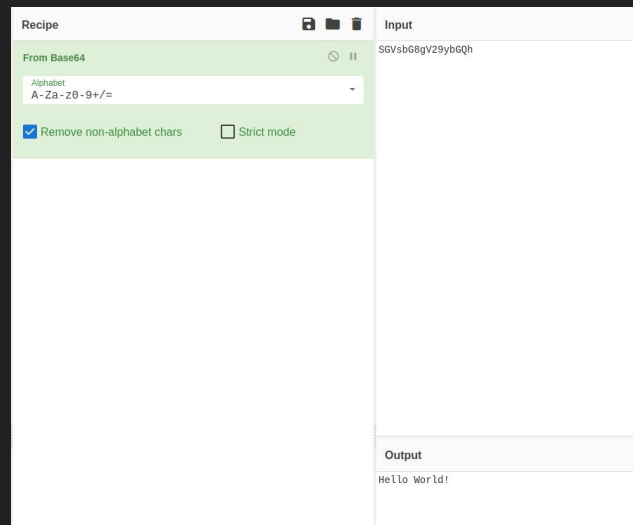 Recipe
From Base64
Alphabet
A-Za-z0-9+/=
Remove non-alphabet chars
Strict mode
Input
SGVsbG8gV29ybGQh
Output
Hello World!